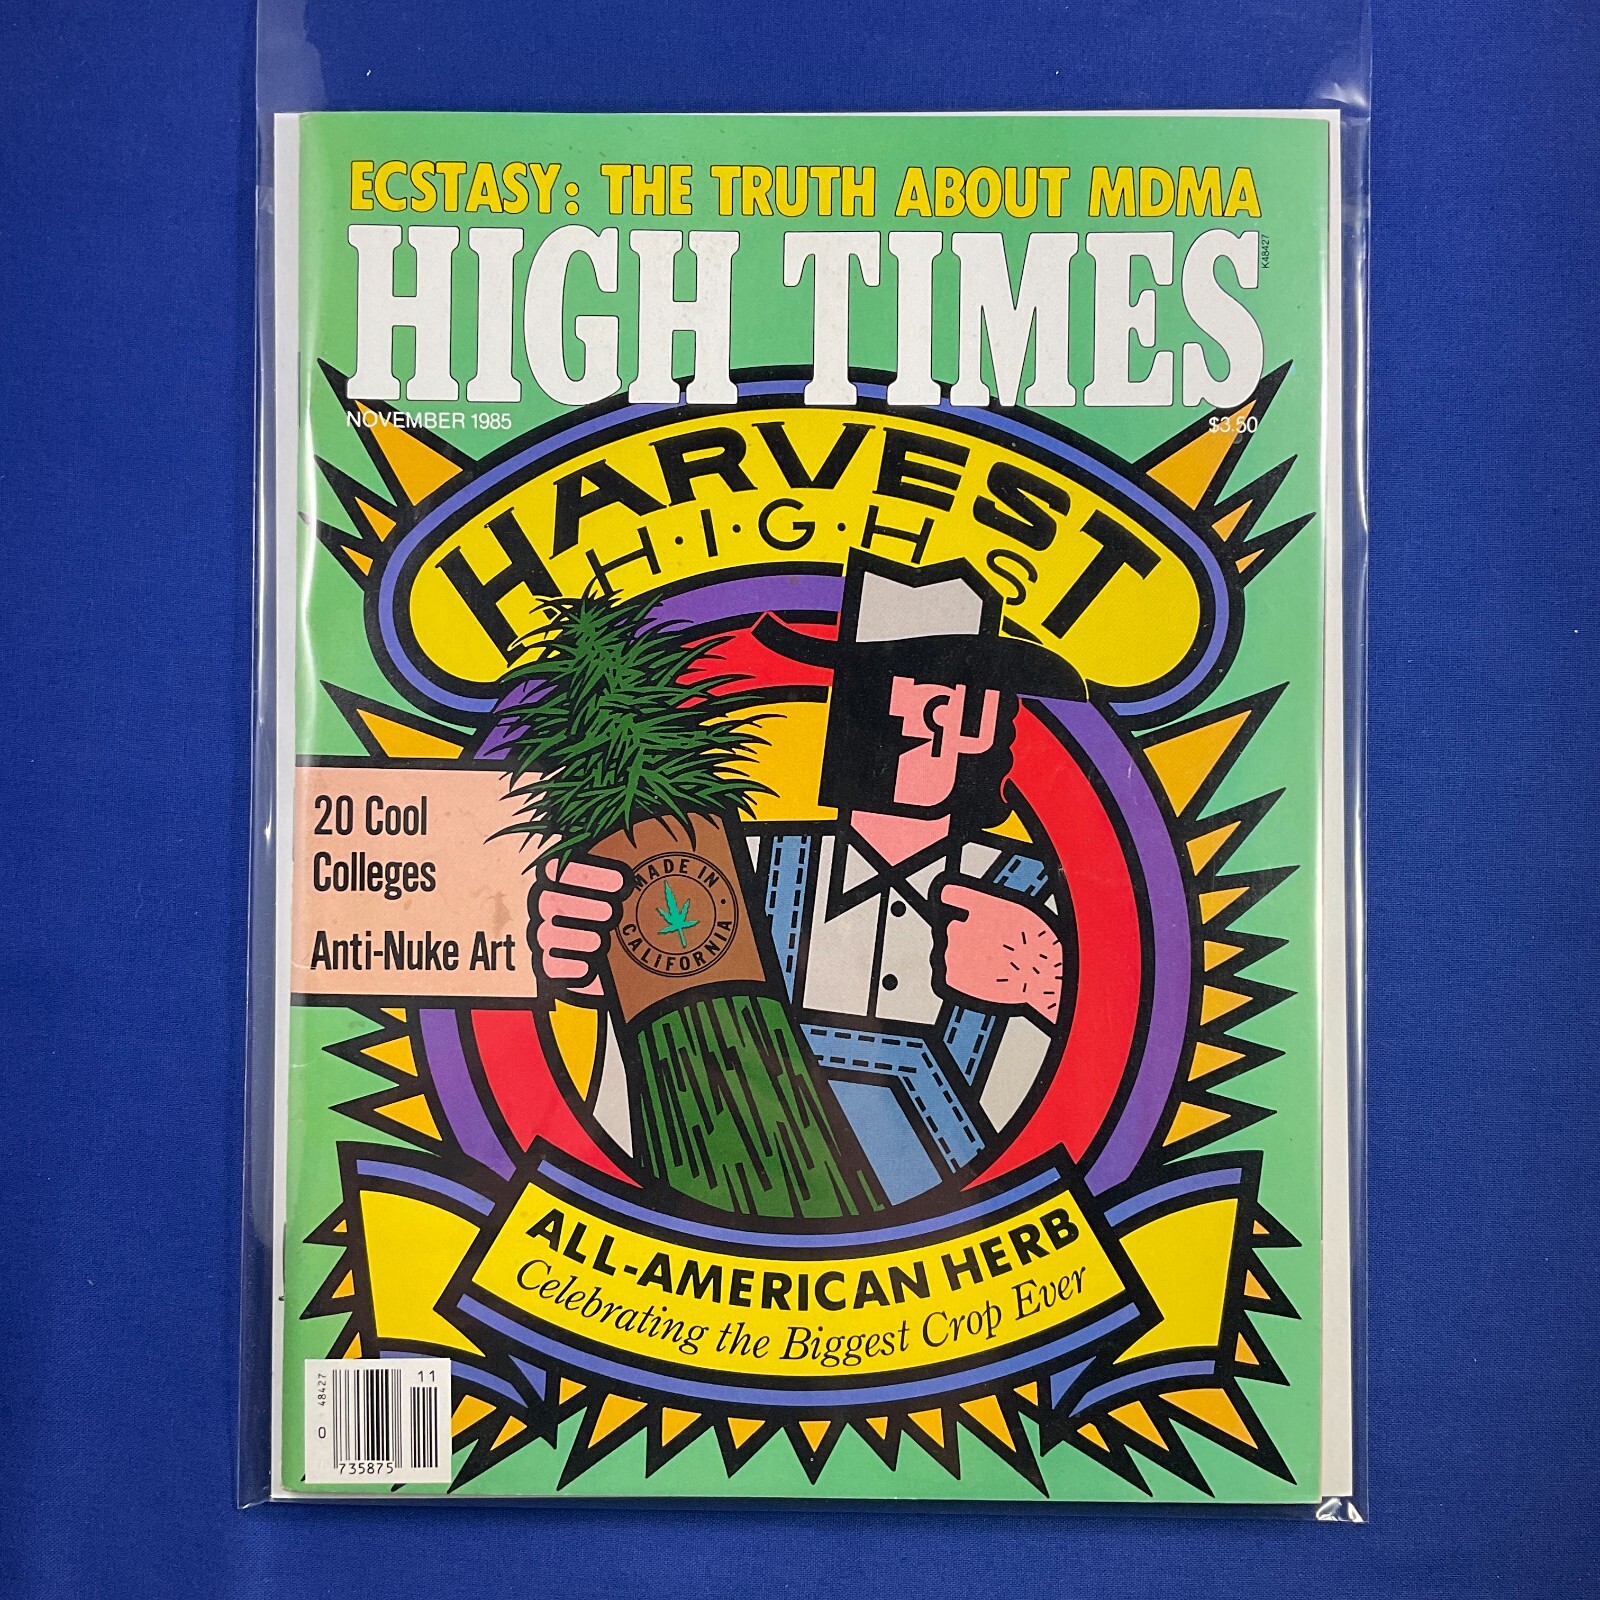 ECSTASY: THE TRUTH ABOUT MDMA
HIGH TIMES
K48427
NOVEMBER 1985
$3.50
HARVEST
H·I·G·H·S
20 Cool
Colleges
Anti-Nuke Art
MADE IN
CALIFORNIA
ALL-AMERICAN HERB
Celebrating the Biggest Crop Ever
0 48427
735875
11